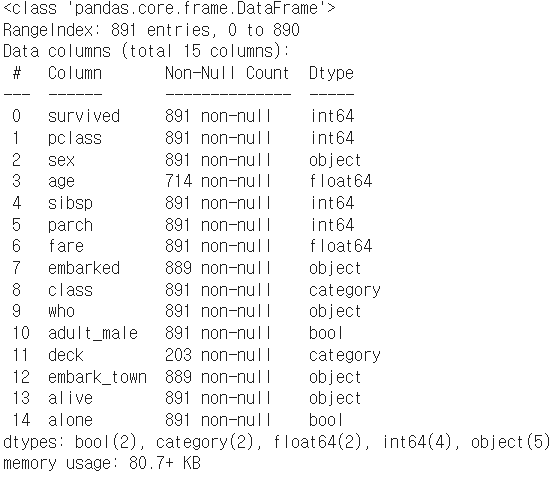 <class 'pandas.core.frame.DataFrame'>
RangeIndex: 891 entries, 0 to 890
Data columns (total 15 columns):
 #   Column       Non-Null Count  Dtype
---  ------       --------------  -----
 0   survived     891 non-null    int64
 1   pclass       891 non-null    int64
 2   sex          891 non-null    object
 3   age          714 non-null    float64
 4   sibsp        891 non-null    int64
 5   parch        891 non-null    int64
 6   fare         891 non-null    float64
 7   embarked     889 non-null    object
 8   class        891 non-null    category
 9   who          891 non-null    object
 10  adult_male   891 non-null    bool
 11  deck         203 non-null    category
 12  embark_town  889 non-null    object
 13  alive        891 non-null    object
 14  alone        891 non-null    bool
dtypes: bool(2), category(2), float64(2), int64(4), object(5)
memory usage: 80.7+ KB